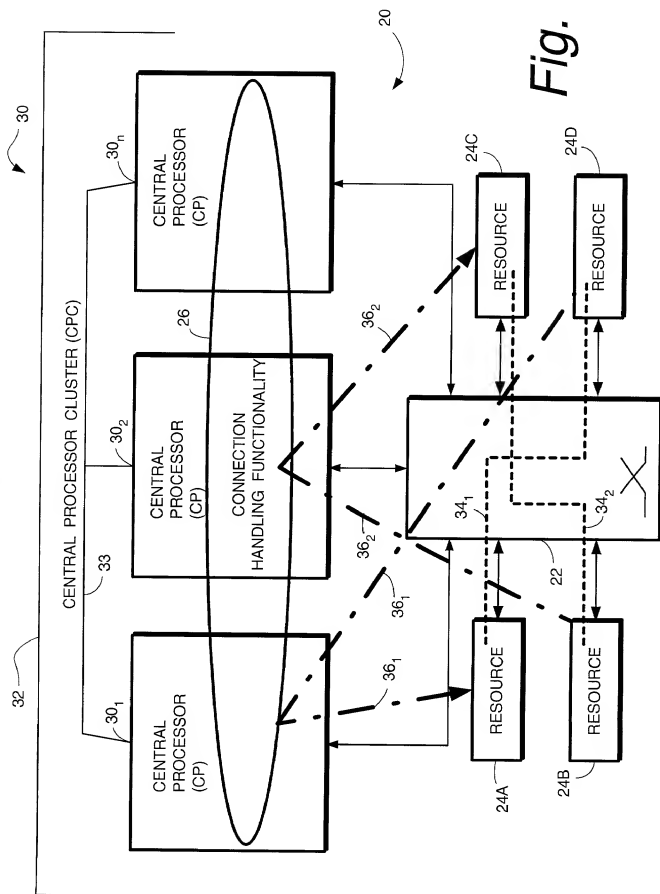 32
CENTRAL PROCESSOR CLUSTER (CPC)
30
33
30₁
30₂
30ₙ
CENTRAL
PROCESSOR
(CP)
CENTRAL
PROCESSOR
(CP)
CENTRAL
PROCESSOR
(CP)
26
CONNECTION
HANDLING FUNCTIONALITY
20
36₁
36₁
36₂
36₂
24A
RESOURCE
24B
RESOURCE
22
34₁
34₂
24C
RESOURCE
24D
RESOURCE
Fig.